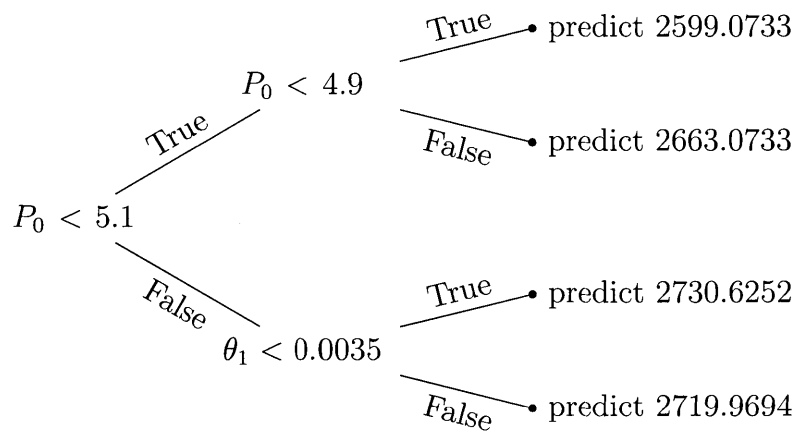 True
predict 2599.0733
P₀ < 4.9
True
False
predict 2663.0733
P₀ < 5.1
False
True
predict 2730.6252
θ₁ < 0.0035
False
predict 2719.9694